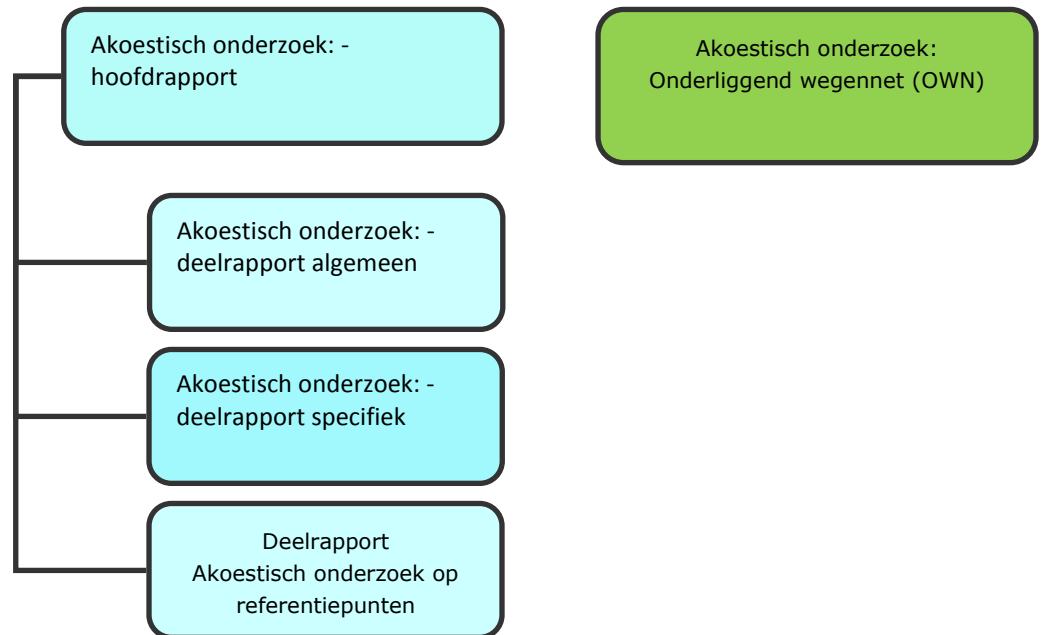 Akoestisch onderzoek: -
hoofdrapport
Akoestisch onderzoek:
Onderliggend wegennet (OWN)
Akoestisch onderzoek: -
deelrapport algemeen
Akoestisch onderzoek: -
deelrapport specifiek
Deelrapport
Akoestisch onderzoek op
referentiepunten